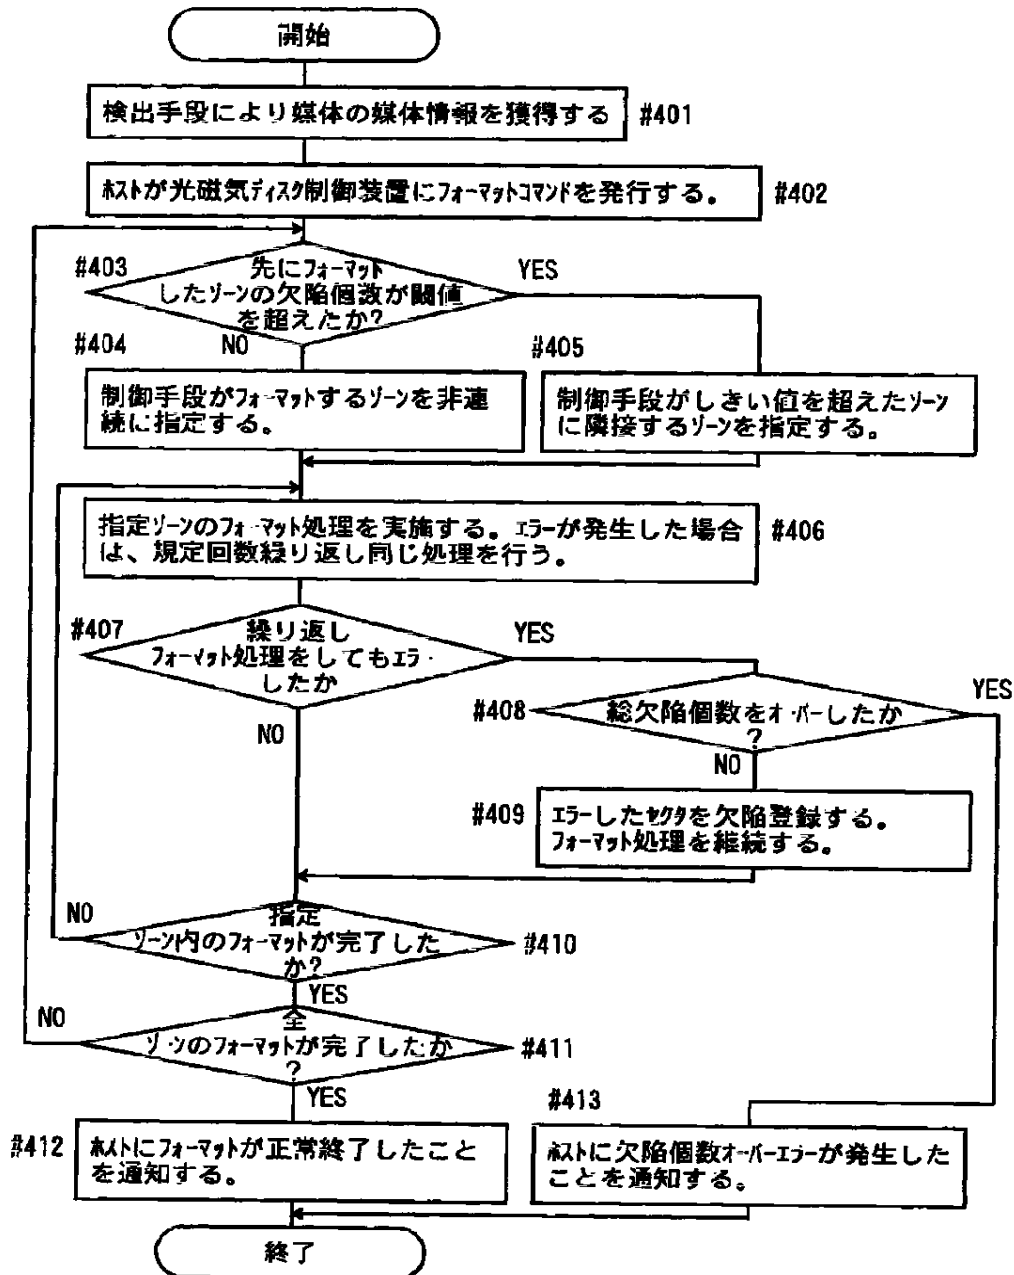 開始
検出手段により媒体の媒体情報を獲得する
#401
ホストが光磁気ディスク制御装置にフォーマットコマンドを発行する。
#402
#403
先にフォーマット
したゾーンの欠陥個数が閾値
を超えたか?
YES
NO
#404
制御手段がフォーマットするゾーンを非連
続に指定する。
#405
制御手段がしきい値を超えたゾーン
に隣接するゾーンを指定する。
指定ゾーンのフォーマット処理を実施する。エラーが発生した場合
は、規定回数繰り返し同じ処理を行う。
#406
#407
繰り返し
フォーマット処理をしてもエラー
したか
YES
NO
#408
総欠陥個数をオーバーしたか
?
YES
NO
#409
エラーしたセクタを欠陥登録する。
フォーマット処理を継続する。
NO
指定
ゾーン内のフォーマットが完了した
か?
#410
YES
NO
全
ゾーンのフォーマットが完了したか
?
#411
YES
#412
ホストにフォーマットが正常終了したこと
を通知する。
#413
ホストに欠陥個数オーバーエラーが発生した
ことを通知する。
終了